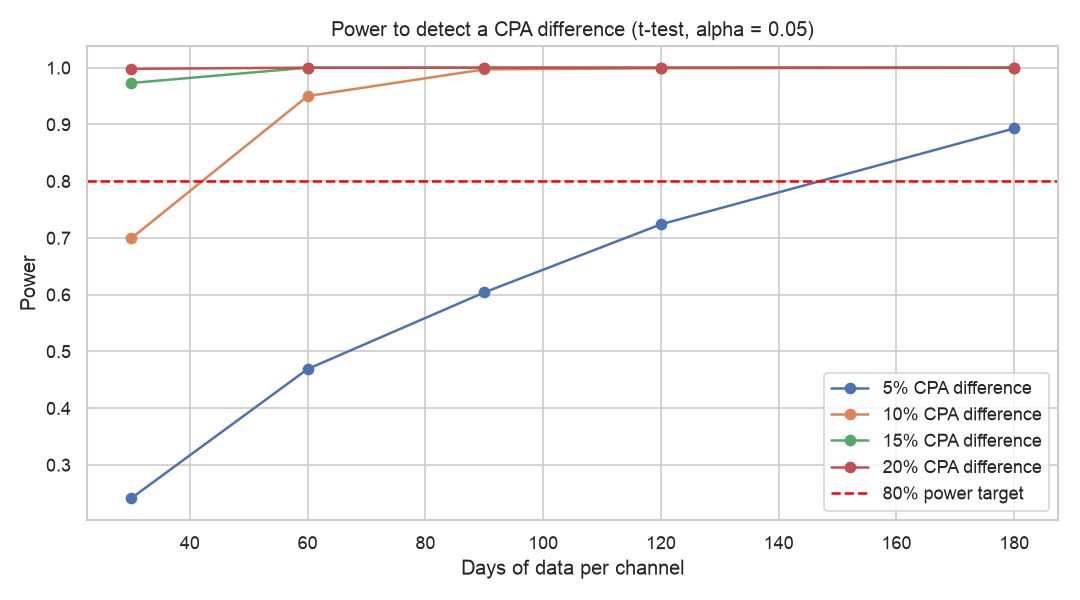 Power to detect a CPA difference (t-test, alpha = 0.05)
Power
1.0
0.9
0.8
0.7
0.6
0.5
0.4
0.3
5% CPA difference
10% CPA difference
15% CPA difference
20% CPA difference
80% power target
40 60 80 100 120 140 160 180
Days of data per channel